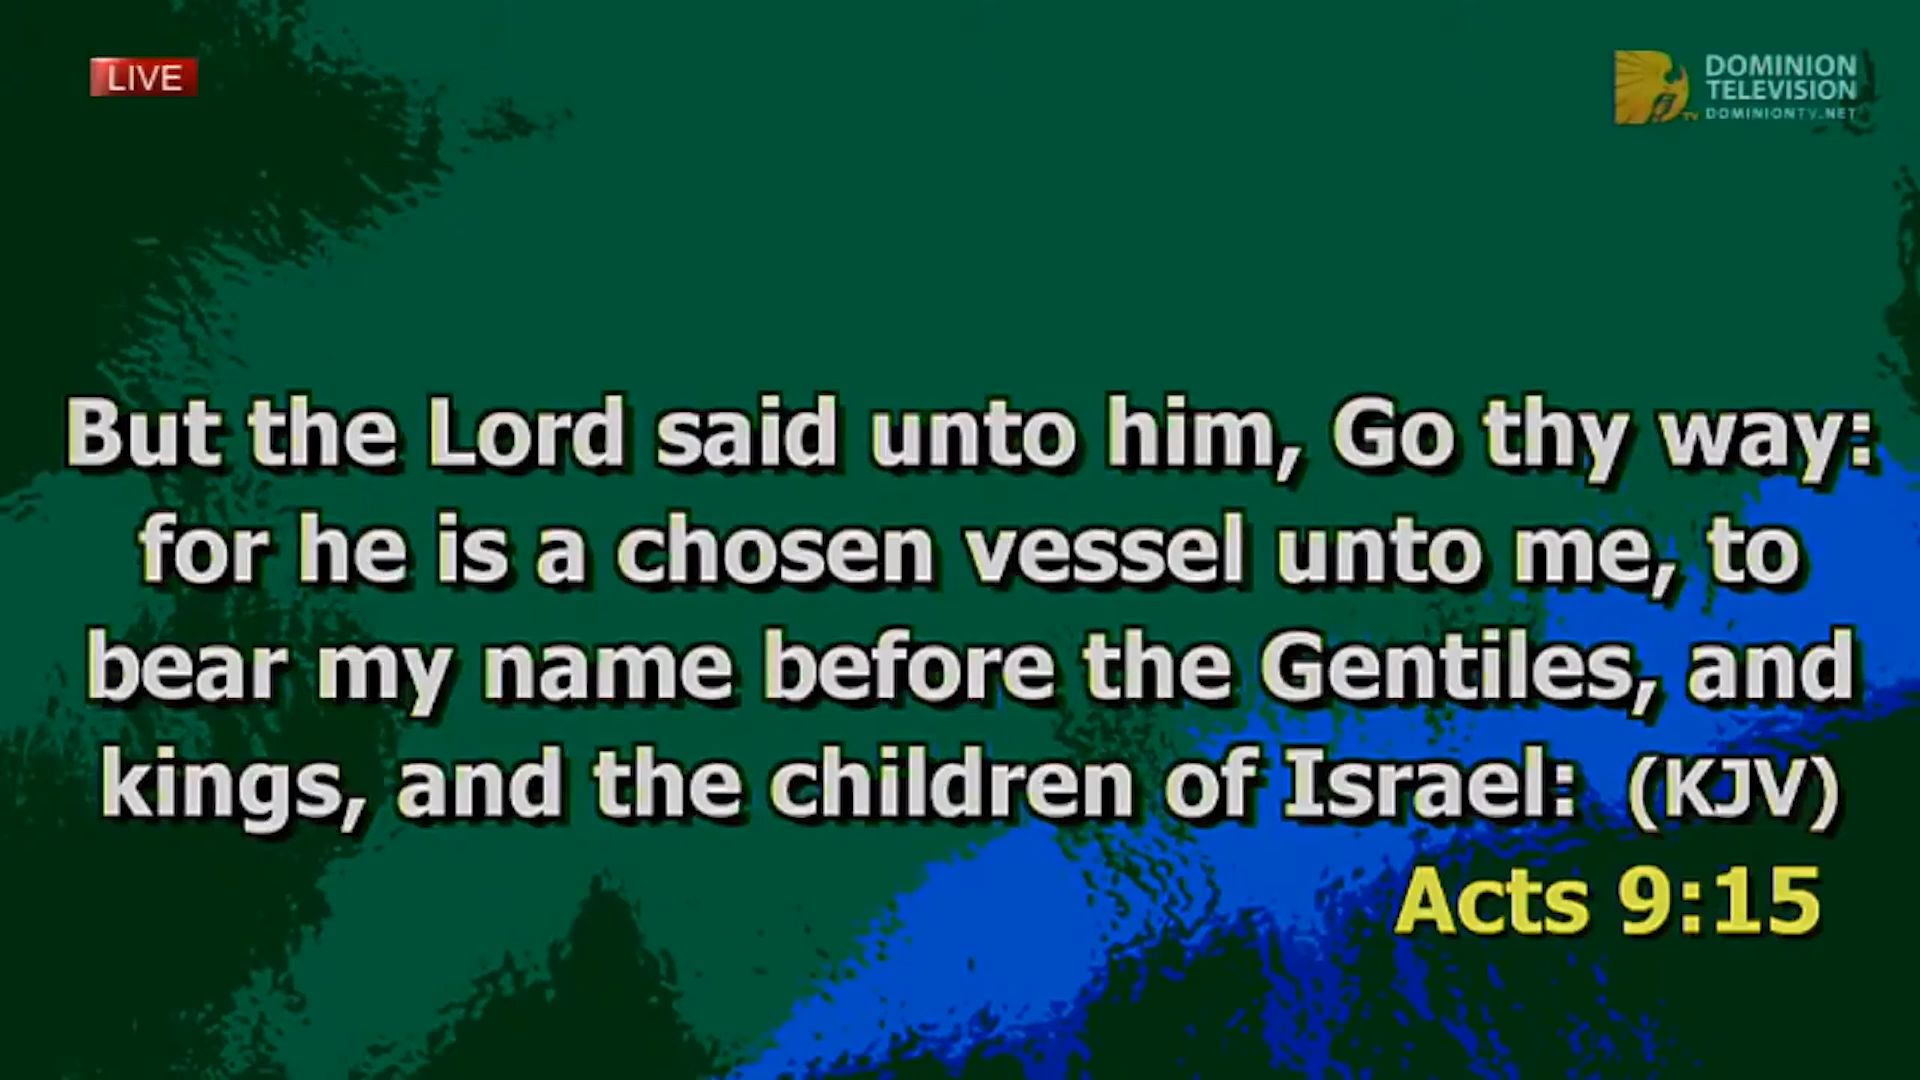 LIVE
DOMINION
TELEVISION
TV DOMINIONTV.NET
But the Lord said unto him, Go thy way:
for he is a chosen vessel unto me, to
bear my name before the Gentiles, and
kings, and the children of Israel: (KJV)
Acts 9:15